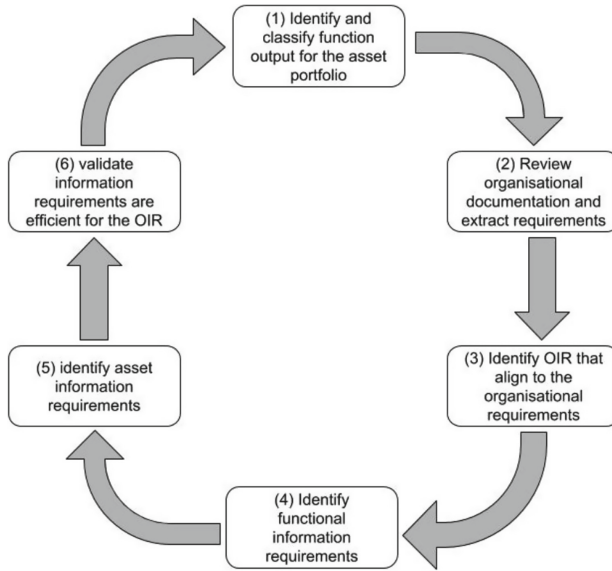 (1) Identify and
classify function
output for the asset
portfolio
(2) Review
organisational
documentation and
extract requirements
(3) Identify OIR that
align to the
organisational
requirements
(4) Identify
functional
information
requirements
(5) identify asset
information
requirements
(6) validate
information
requirements are
efficient for the OIR